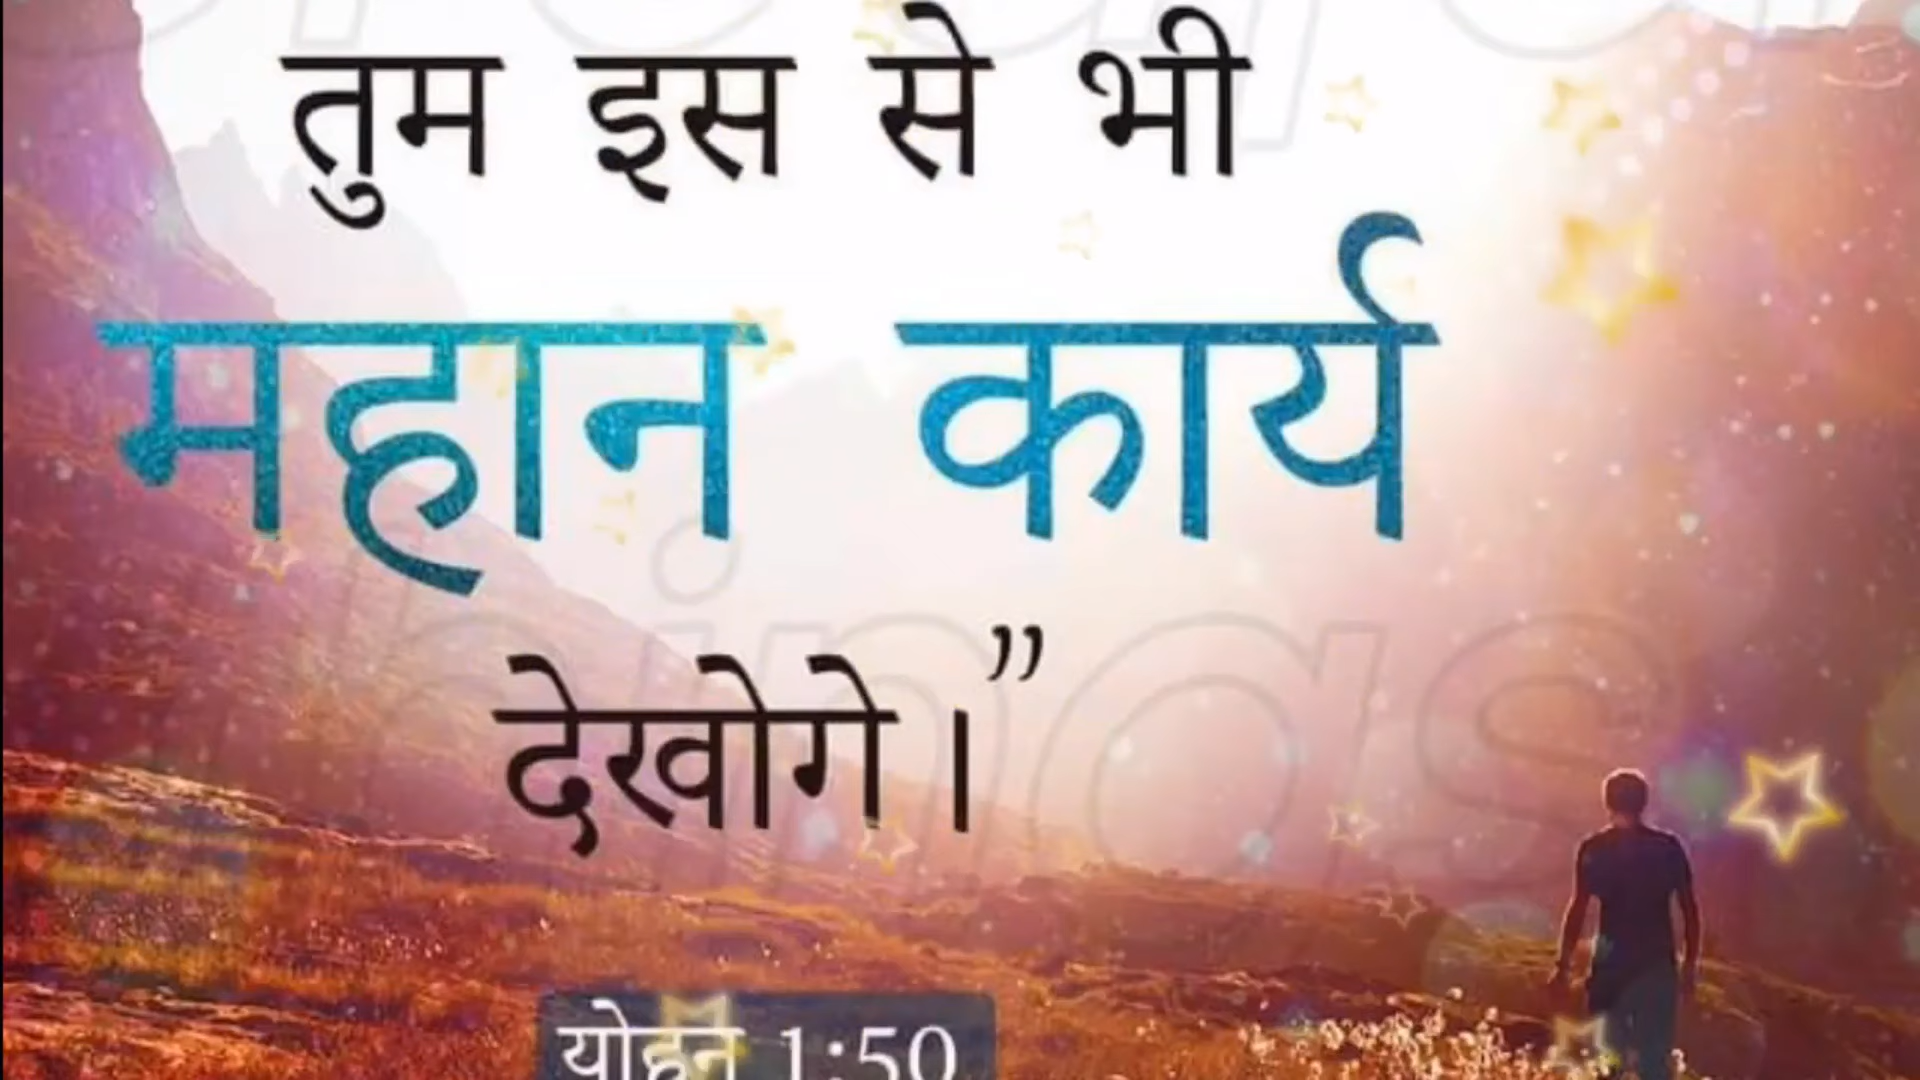 तुम इस से भी
महान कार्य
देखोगे।”
योहन 1:50